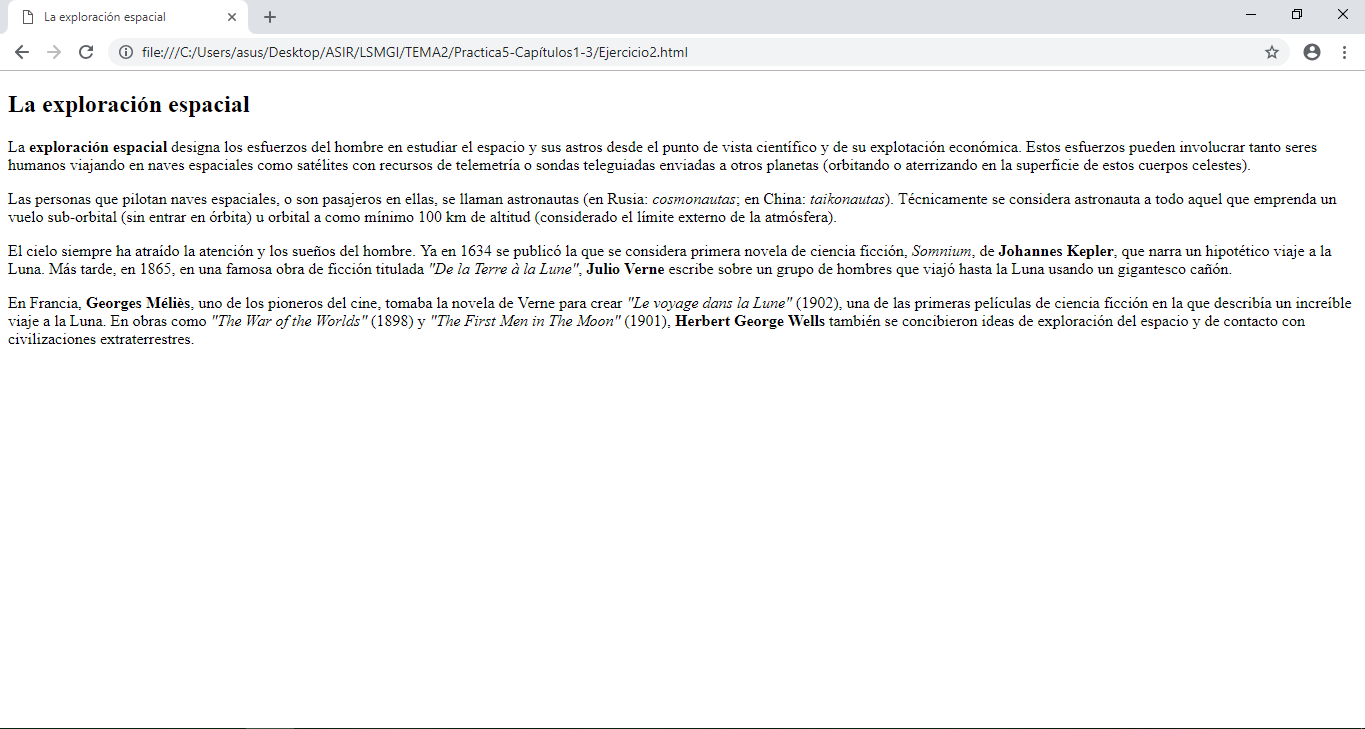 La exploración espacial
file:///C:/Users/asus/Desktop/ASIR/LSMGI/TEMA2/Practica5-Capítulos1-3/Ejercicio2.html
La exploración espacial
La exploración espacial designa los esfuerzos del hombre en estudiar el espacio y sus astros desde el punto de vista científico y de su explotación económica. Estos esfuerzos pueden involucrar tanto seres
humanos viajando en naves espaciales como satélites con recursos de telemetría o sondas teleguiadas enviadas a otros planetas (orbitando o aterrizando en la superficie de estos cuerpos celestes).
Las personas que pilotan naves espaciales, o son pasajeros en ellas, se llaman astronautas (en Rusia: cosmonautas; en China: taikonautas). Técnicamente se considera astronauta a todo aquel que emprenda un
vuelo sub-orbital (sin entrar en órbita) u orbital a como mínimo 100 km de altitud (considerado el límite externo de la atmósfera).
El cielo siempre ha atraído la atención y los sueños del hombre. Ya en 1634 se publicó la que se considera primera novela de ciencia ficción, Somnium, de Johannes Kepler, que narra un hipotético viaje a la
Luna. Más tarde, en 1865, en una famosa obra de ficción titulada "De la Terre à la Lune", Julio Verne escribe sobre un grupo de hombres que viajó hasta la Luna usando un gigantesco cañón.
En Francia, Georges Méliès, uno de los pioneros del cine, tomaba la novela de Verne para crear "Le voyage dans la Lune" (1902), una de las primeras películas de ciencia ficción en la que describía un increíble
viaje a la Luna. En obras como "The War of the Worlds" (1898) y "The First Men in The Moon" (1901), Herbert George Wells también se concibieron ideas de exploración del espacio y de contacto con
civilizaciones extraterrestres.